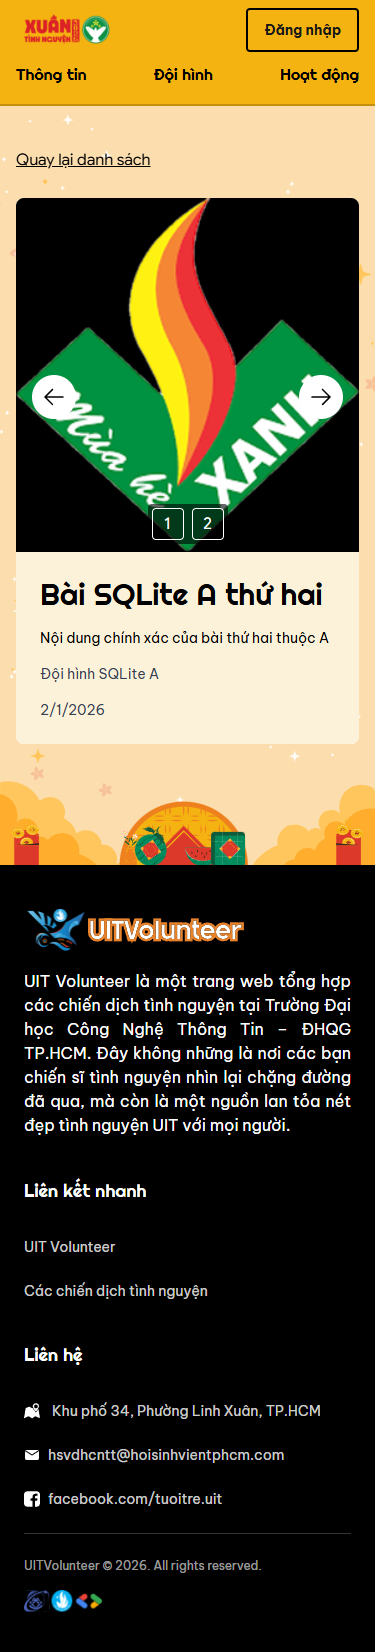 XUÂN
TÌNH NGUYỆN
Đăng nhập
Thông tin
Đội hình
Hoạt động
Quay lại danh sách
Mùa hè
XANH
1
2
Bài SQLite A thứ hai
Nội dung chính xác của bài thứ hai thuộc A
Đội hình SQLite A
2/1/2026
UITVolunteer
UIT Volunteer là một trang web tổng hợp
các chiến dịch tình nguyện tại Trường Đại
học Công Nghệ Thông Tin – ĐHQG
TP.HCM. Đây không những là nơi các bạn
chiến sĩ tình nguyện nhìn lại chặng đường
đã qua, mà còn là một nguồn lan tỏa nét
đẹp tình nguyện UIT với mọi người.
Liên kết nhanh
UIT Volunteer
Các chiến dịch tình nguyện
Liên hệ
Khu phố 34, Phường Linh Xuân, TP.HCM
hsvdhcntt@hoisinhvientphcm.com
facebook.com/tuoitre.uit
UITVolunteer © 2026. All rights reserved.